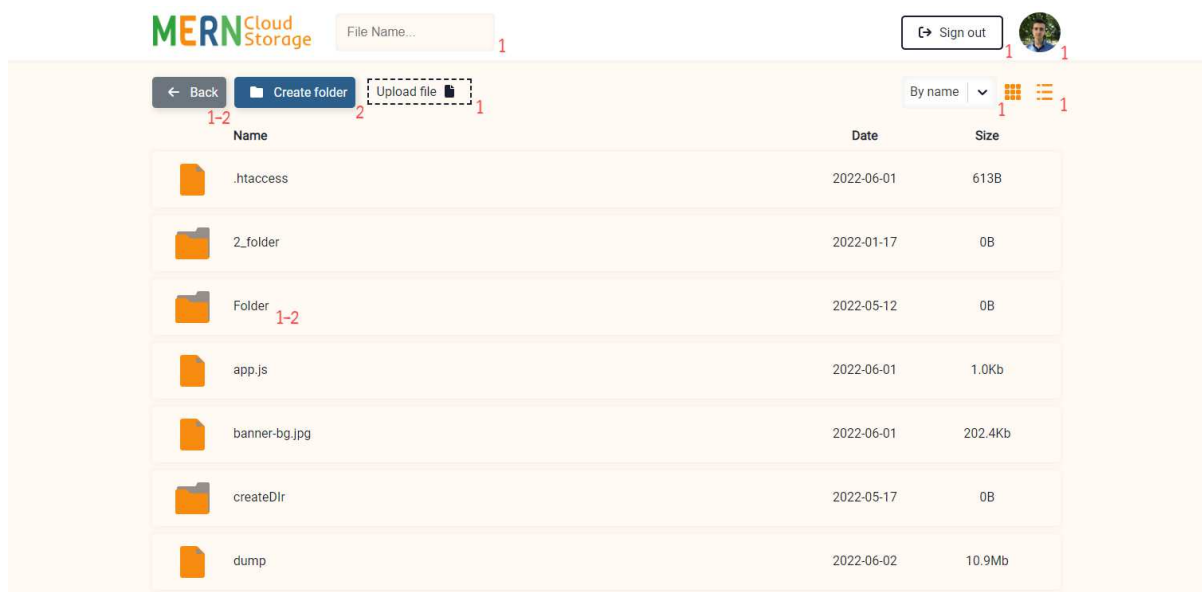 MERN Cloud Storage
File Name...
1
Sign out
1
1
Back
1-2
Create folder
2
Upload file
1
By name
1
1
Name Date Size
.htaccess 2022-06-01 613B
2_folder 2022-01-17 0B
Folder 1-2 2022-05-12 0B
app.js 2022-06-01 1.0Kb
banner-bg.jpg 2022-06-01 202.4Kb
createDIr 2022-05-17 0B
dump 2022-06-02 10.9Mb